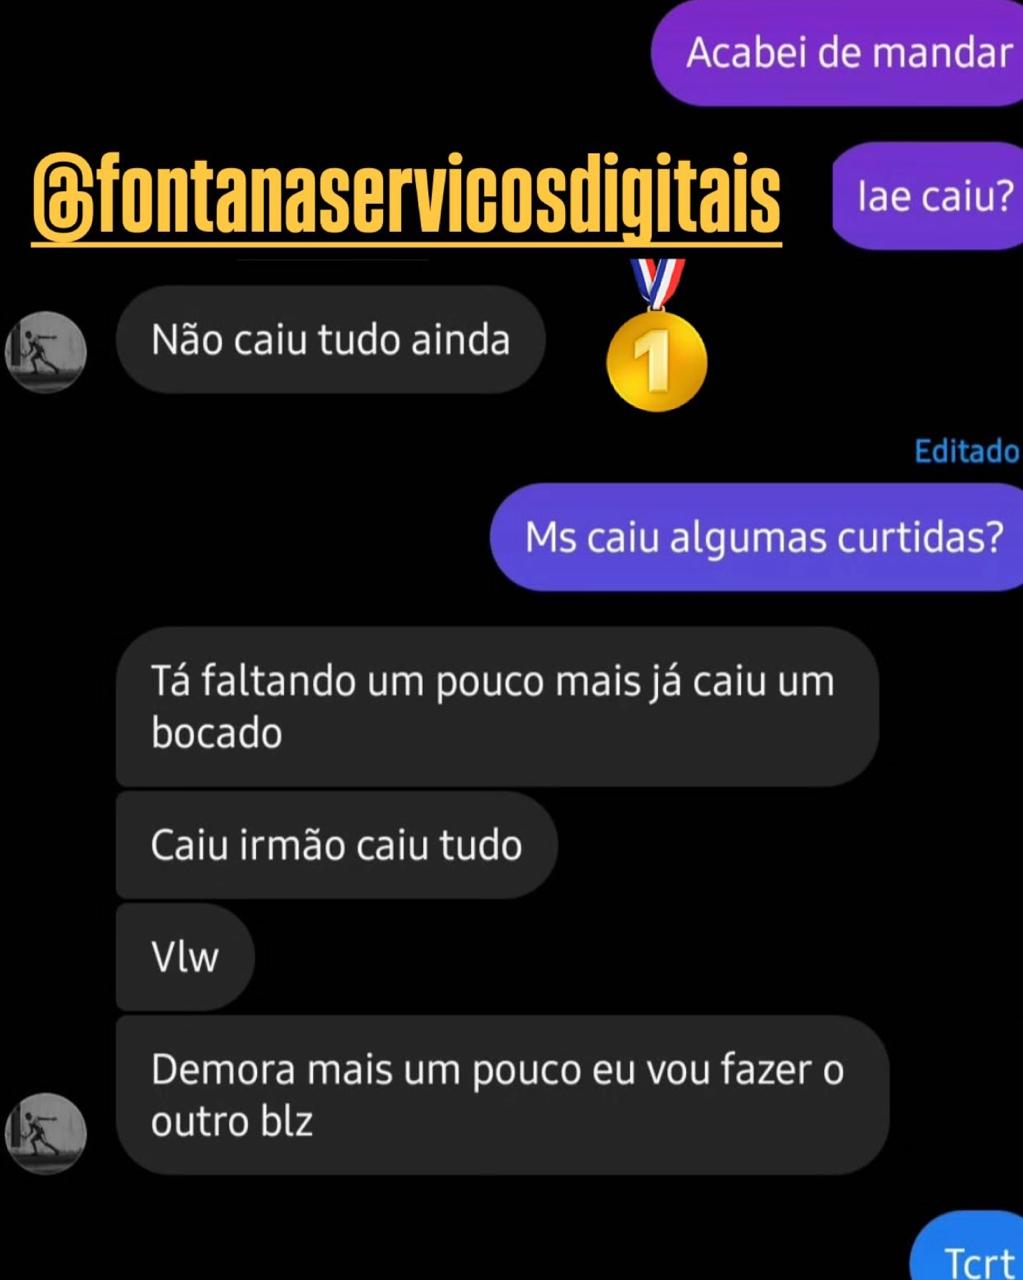 Acabei de mandar
@fontanaservicosdigitais
Iae caiu?
Não caiu tudo ainda
1
Editado
Ms caiu algumas curtidas?
Tá faltando um pouco mais já caiu um
bocado
Caiu irmão caiu tudo
Vlw
Demora mais um pouco eu vou fazer o
outro blz
Tcrt